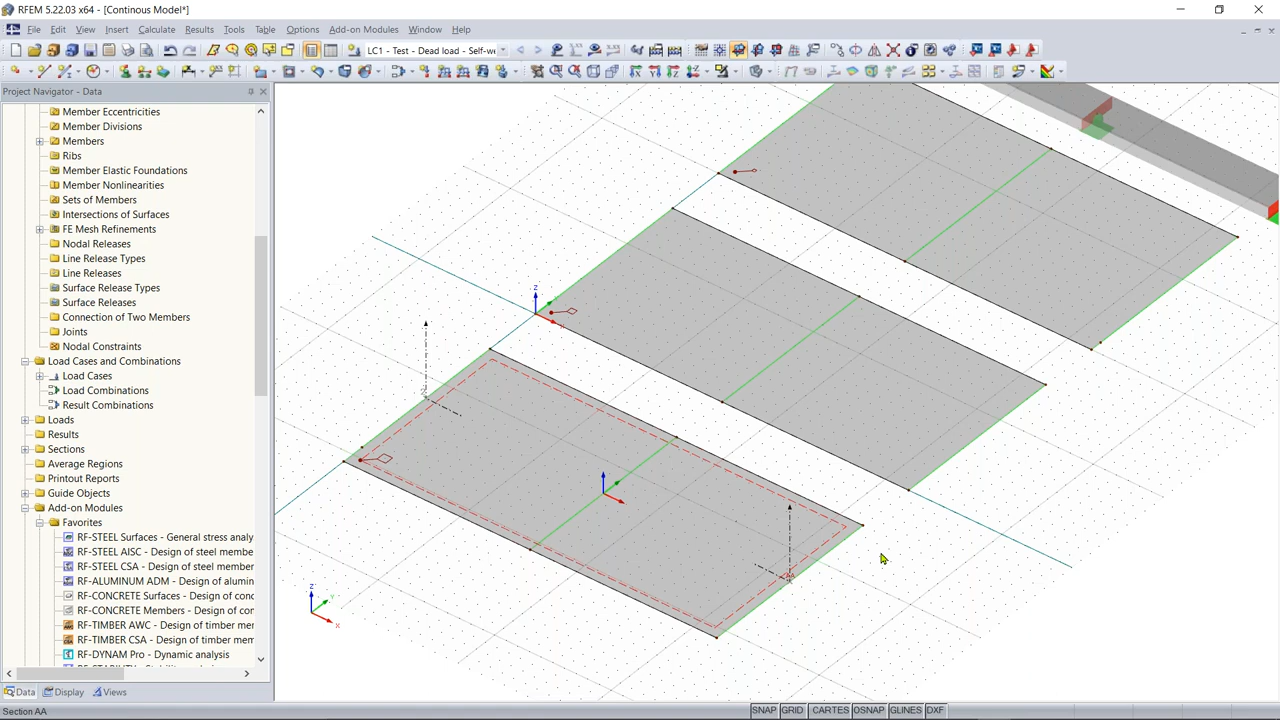 RFEM 5.22.03 x64 - [Continous Model*]
File Edit View Insert Calculate Results Tools Table Options Add-on Modules Window Help
LC1 - Test - Dead load - Self-we
Project Navigator - Data
Member Eccentricities
Member Divisions
Members
Ribs
Member Elastic Foundations
Member Nonlinearities
Sets of Members
Intersections of Surfaces
FE Mesh Refinements
Nodal Releases
Line Release Types
Line Releases
Surface Release Types
Surface Releases
Connection of Two Members
Joints
Nodal Constraints
Load Cases and Combinations
Load Cases
Load Combinations
Result Combinations
Loads
Results
Sections
Average Regions
Printout Reports
Guide Objects
Add-on Modules
Favorites
RF-STEEL Surfaces - General stress analy
RF-STEEL AISC - Design of steel membe
RF-STEEL CSA - Design of steel membe
RF-ALUMINUM ADM - Design of alumin
RF-CONCRETE Surfaces - Design of conc
RF-CONCRETE Members - Design of con
RF-TIMBER AWC - Design of timber mem
RF-TIMBER CSA - Design of timber mem
RF-DYNAM Pro - Dynamic analysis
Data Display Views
Z
X
Z
X
Section AA
SNAP GRID CARTES OSNAP GLINES DXF